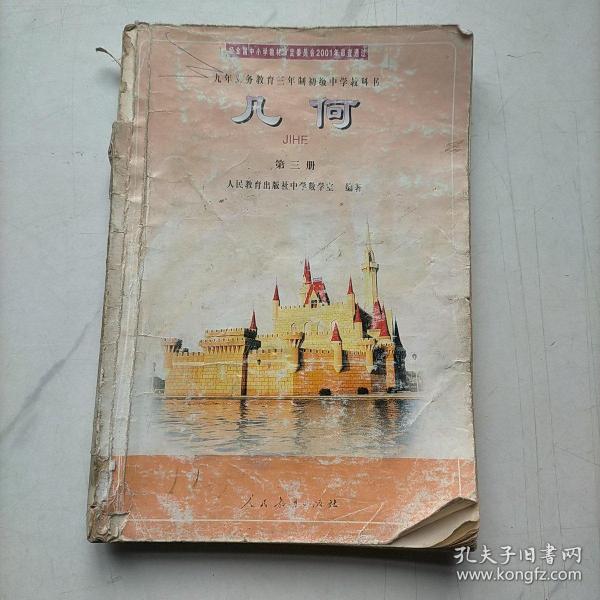 经全国中小学教材审定委员会2001年审查通过
九年义务教育三年制初级中学教科书
几何
JIHE
第三册
人民教育出版社中学数学室 编著
人民教育出版社
孔夫子旧书网
www.kongfz.com